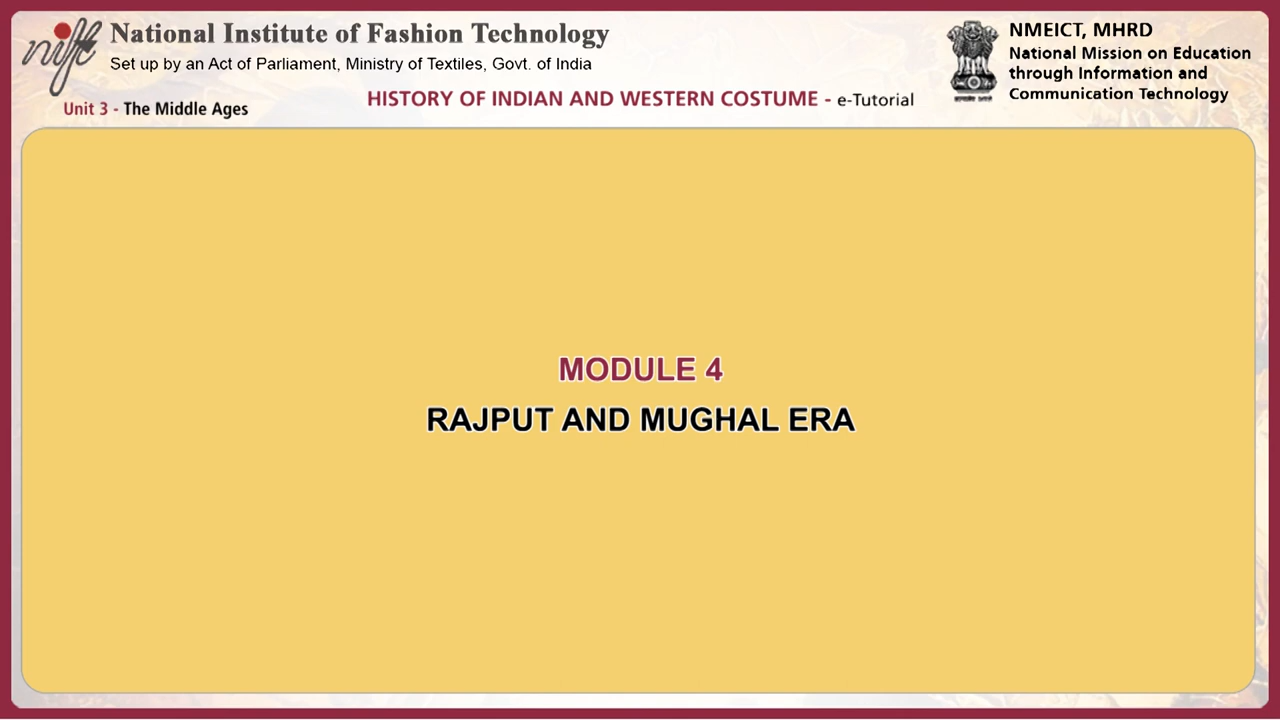 nift
National Institute of Fashion Technology
Set up by an Act of Parliament, Ministry of Textiles, Govt. of India
Unit 3 - The Middle Ages
HISTORY OF INDIAN AND WESTERN COSTUME - e-Tutorial
NMEICT, MHRD
National Mission on Education
through Information and
Communication Technology
MODULE 4
RAJPUT AND MUGHAL ERA